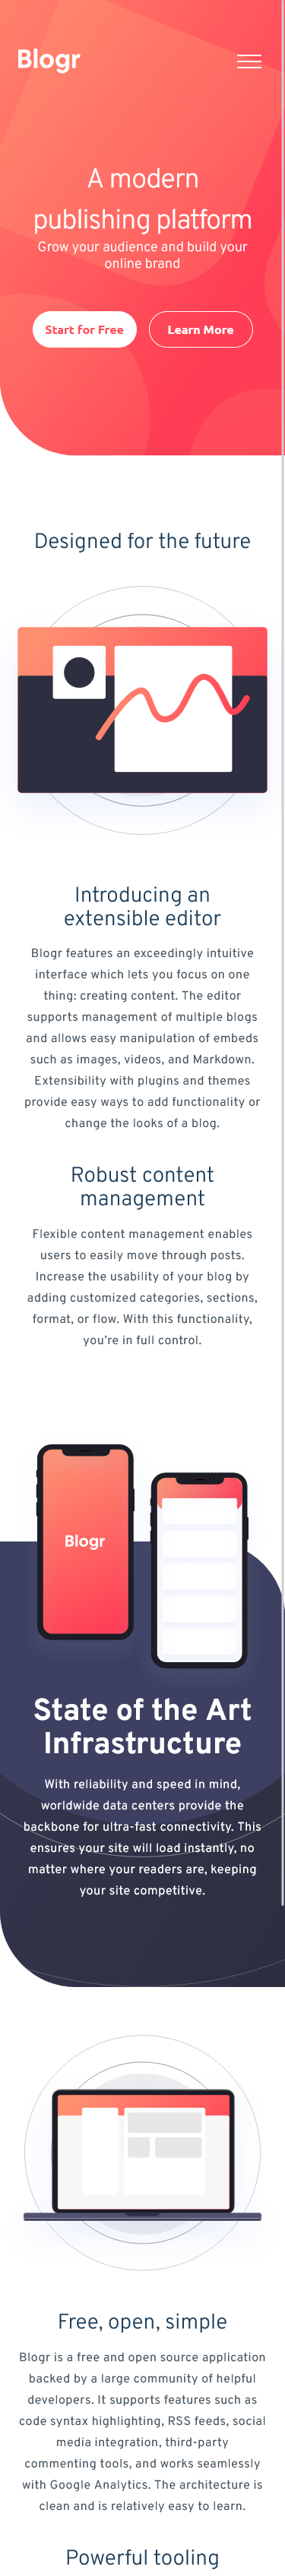 Blogr
A modern
publishing platform
Grow your audience and build your
online brand
Start for Free
Learn More
Designed for the future
Introducing an
extensible editor
Blogr features an exceedingly intuitive
interface which lets you focus on one
thing: creating content. The editor
supports management of multiple blogs
and allows easy manipulation of embeds
such as images, videos, and Markdown.
Extensibility with plugins and themes
provide easy ways to add functionality or
change the looks of a blog.
Robust content
management
Flexible content management enables
users to easily move through posts.
Increase the usability of your blog by
adding customized categories, sections,
format, or flow. With this functionality,
you’re in full control.
Blogr
State of the Art
Infrastructure
With reliability and speed in mind,
worldwide data centers provide the
backbone for ultra-fast connectivity. This
ensures your site will load instantly, no
matter where your readers are, keeping
your site competitive.
Free, open, simple
Blogr is a free and open source application
backed by a large community of helpful
developers. It supports features such as
code syntax highlighting, RSS feeds, social
media integration, third-party
commenting tools, and works seamlessly
with Google Analytics. The architecture is
clean and is relatively easy to learn.
Powerful tooling